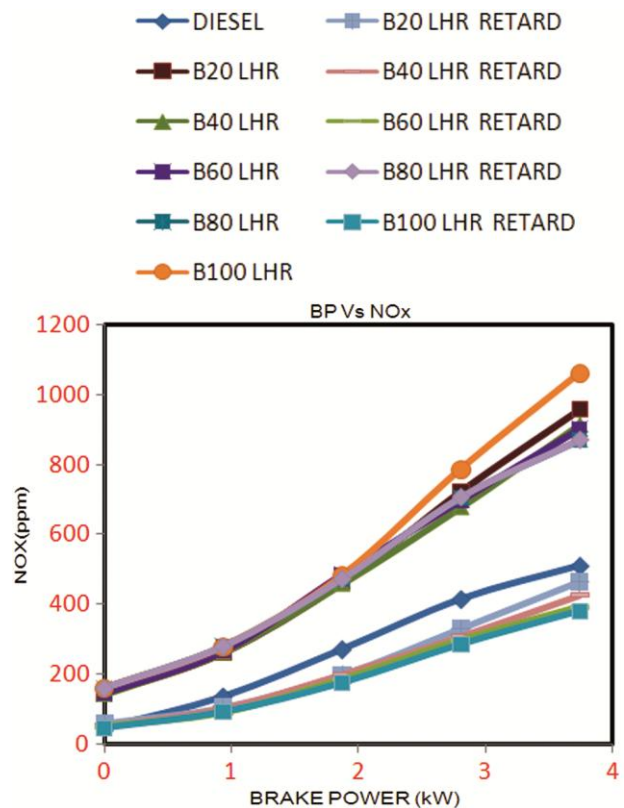 DIESEL
B20 LHR RETARD
B20 LHR
B40 LHR RETARD
B40 LHR
B60 LHR RETARD
B60 LHR
B80 LHR RETARD
B80 LHR
B100 LHR RETARD
B100 LHR
BP Vs NOx
1200
1000
800
600
400
200
0
NOX(ppm)
0 1 2 3 4
BRAKE POWER (kW)